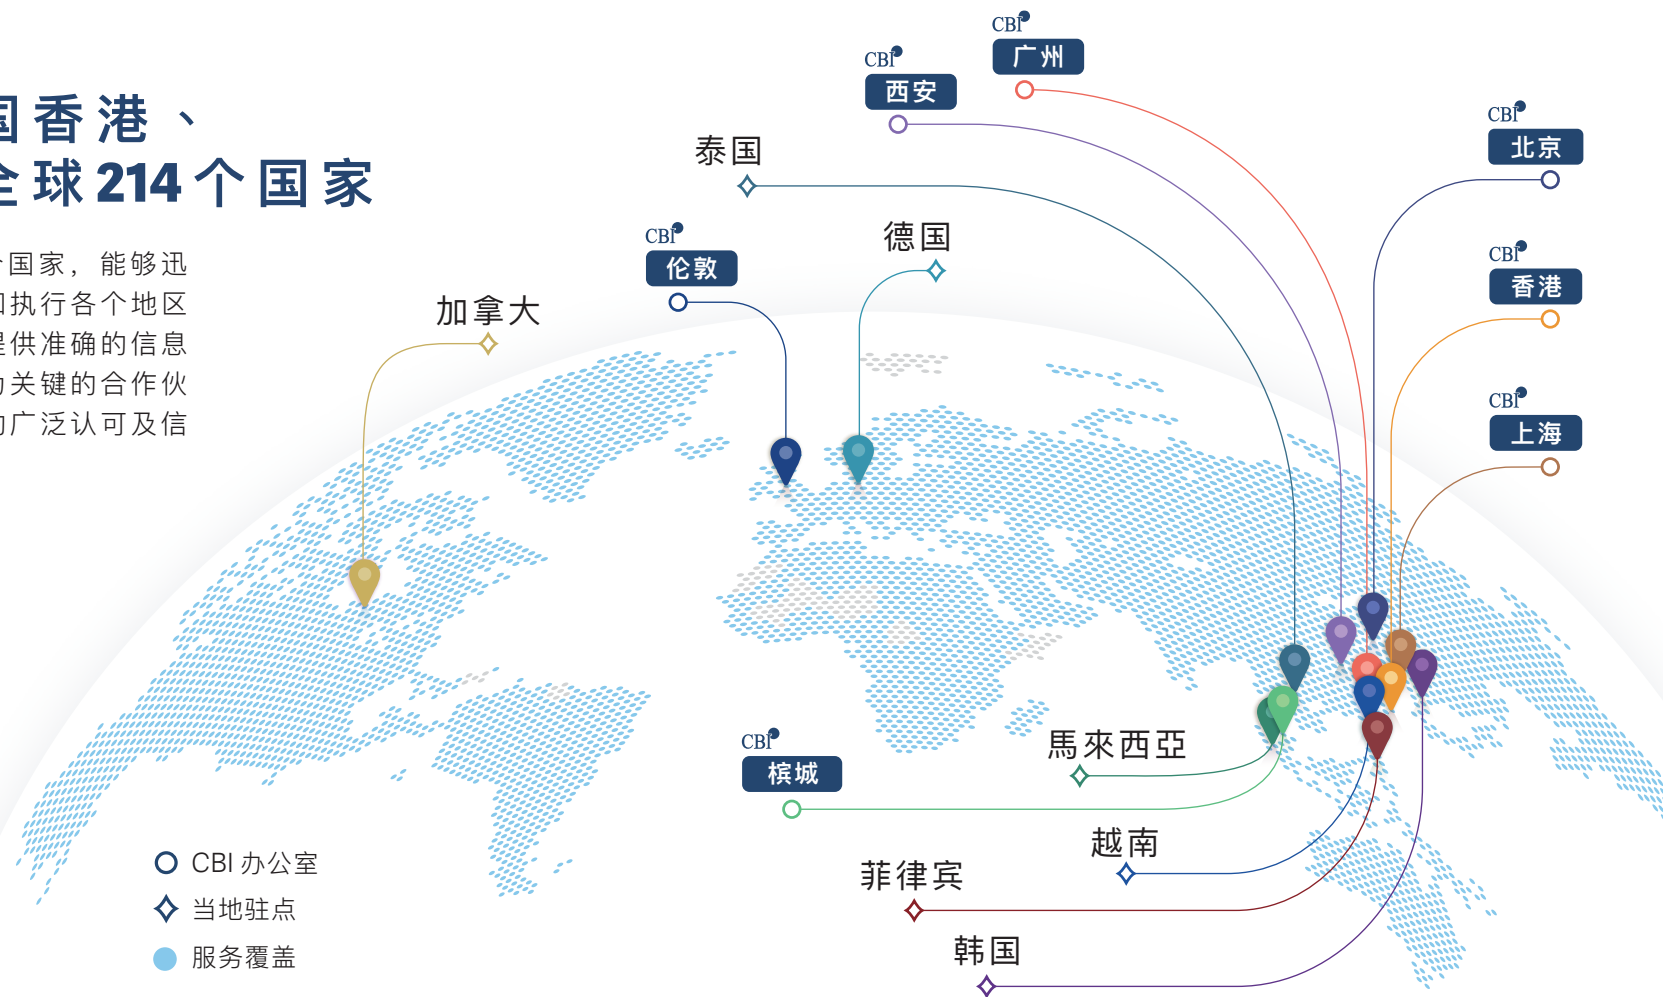 国香港、
全球214个国家
个国家，能够迅
和执行各个地区
提供准确的信息
为关键的合作伙
的广泛认可及信
CBI
广州
CBI
西安
泰国
CBI
北京
CBI
伦敦
德国
CBI
香港
加拿大
CBI
上海
CBI
槟城
馬來西亞
越南
菲律宾
韩国
CBI 办公室
当地驻点
服务覆盖